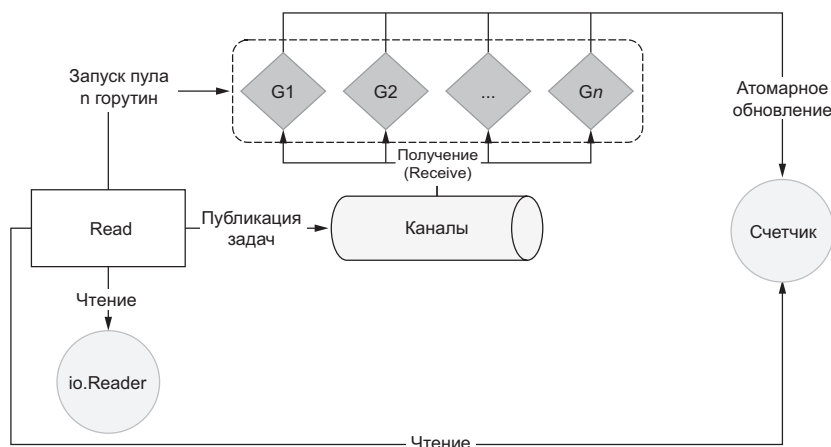 Запуск пула
n горутин
G1
G2
...
Gn
Атомарное
обновление
Получение
(Receive)
Read
Публикация
задач
Каналы
Счетчик
Чтение
io.Reader
Чтение